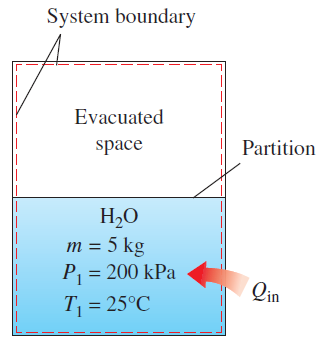 System boundary
Evacuated
space
Partition
H₂O
m = 5 kg
P₁ = 200 kPa
T₁ = 25°C
Qin